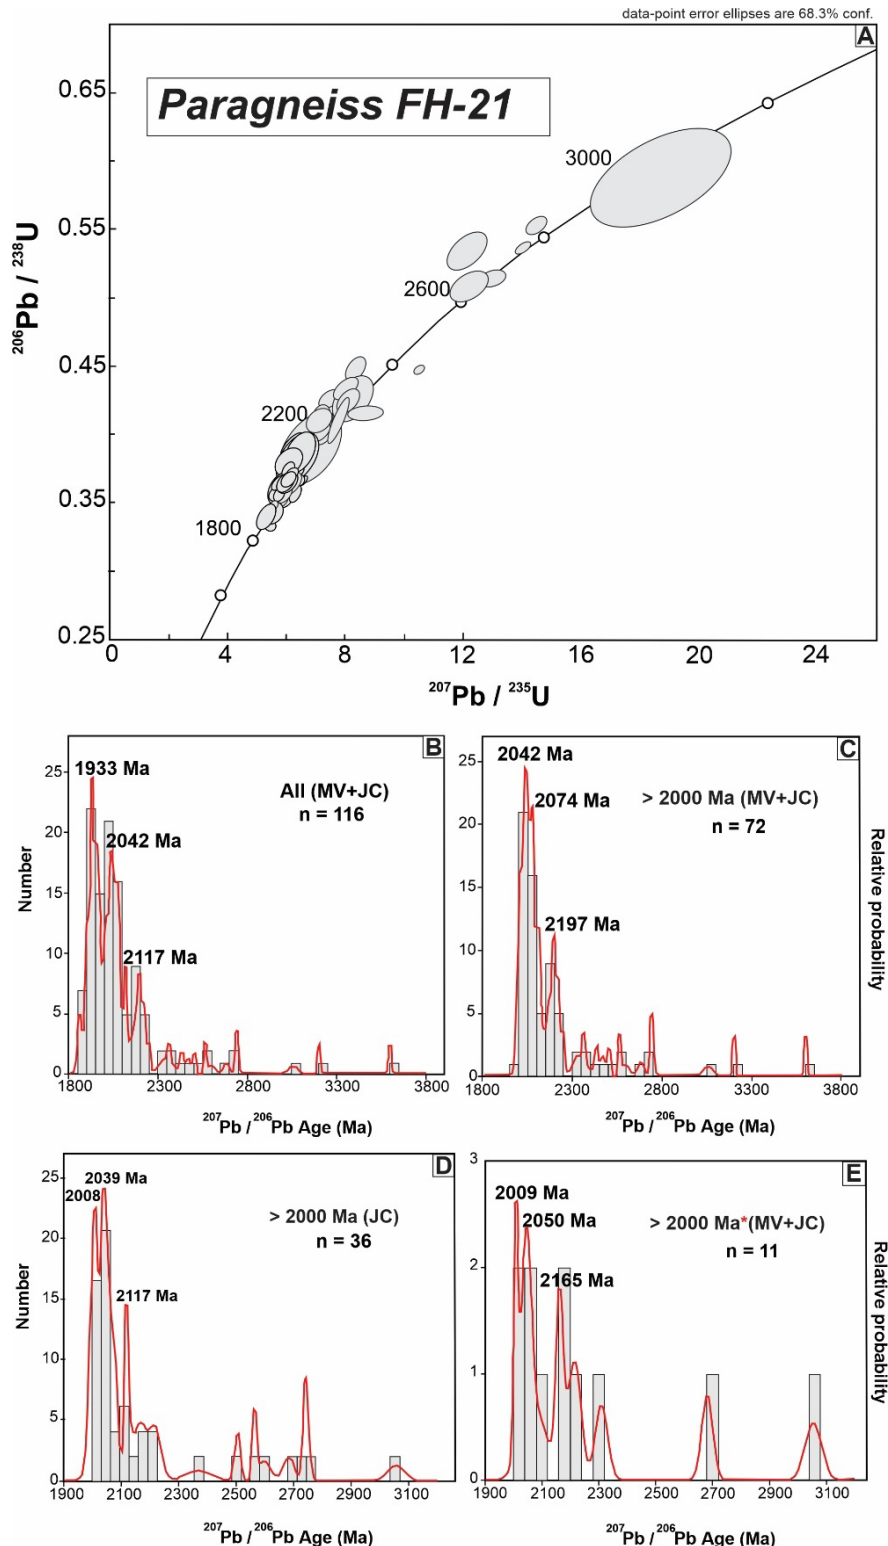 data-point error ellipses are 68.3% conf.
A
Paragneiss FH-21
0.65
0.55
0.45
0.35
0.25
3000
2600
2200
1800
0 4 8 12 16 20 24
206Pb / 238U
207Pb / 235U
B
1933 Ma
2042 Ma
2117 Ma
All (MV+JC)
n = 116
25
20
15
10
5
0
Number
1800 2300 2800 3300 3800
207Pb / 206Pb Age (Ma)
C
2042 Ma
2074 Ma
2197 Ma
> 2000 Ma (MV+JC)
n = 72
25
20
15
10
5
0
Relative probability
1800 2300 2800 3300 3800
207Pb / 206Pb Age (Ma)
D
2039 Ma
2008
2117 Ma
> 2000 Ma (JC)
n = 36
25
20
15
10
5
0
Number
1900 2100 2300 2500 2700 2900 3100
207Pb / 206Pb Age (Ma)
E
2009 Ma
2050 Ma
2165 Ma
> 2000 Ma*(MV+JC)
n = 11
3
2
1
0
Relative probability
1900 2100 2300 2500 2700 2900 3100
207Pb / 206Pb Age (Ma)